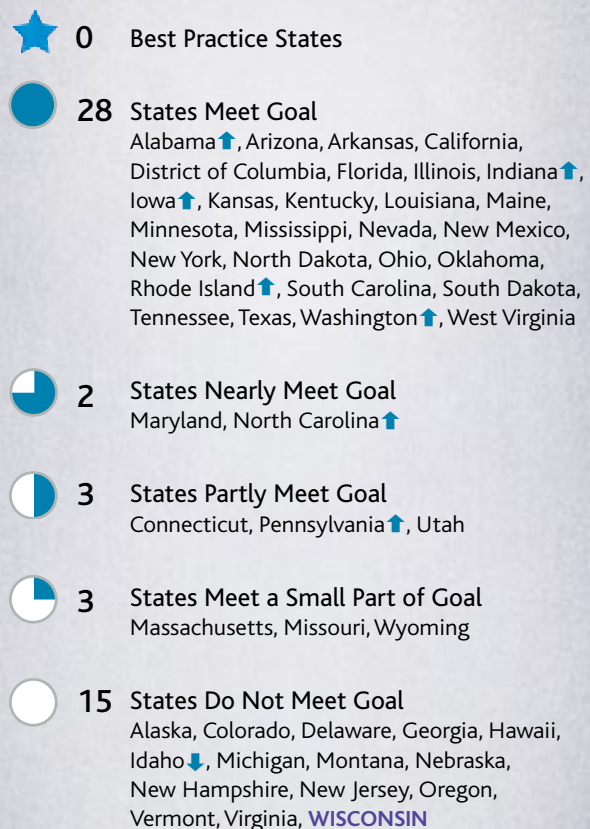 0 Best Practice States
28 States Meet Goal
Alabama⬆, Arizona, Arkansas, California,
District of Columbia, Florida, Illinois, Indiana⬆,
Iowa⬆, Kansas, Kentucky, Louisiana, Maine,
Minnesota, Mississippi, Nevada, New Mexico,
New York, North Dakota, Ohio, Oklahoma,
Rhode Island⬆, South Carolina, South Dakota,
Tennessee, Texas, Washington⬆, West Virginia
2 States Nearly Meet Goal
Maryland, North Carolina⬆
3 States Partly Meet Goal
Connecticut, Pennsylvania⬆, Utah
3 States Meet a Small Part of Goal
Massachusetts, Missouri, Wyoming
15 States Do Not Meet Goal
Alaska, Colorado, Delaware, Georgia, Hawaii,
Idaho⬇, Michigan, Montana, Nebraska,
New Hampshire, New Jersey, Oregon,
Vermont, Virginia, WISCONSIN